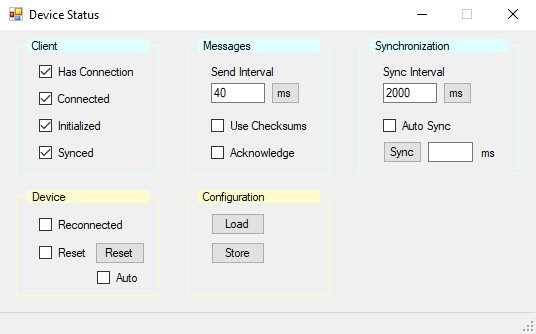 Device Status
Client
Has Connection
Connected
Initialized
Synced
Messages
Send Interval
40 ms
Use Checksums
Acknowledge
Synchronization
Sync Interval
2000 ms
Auto Sync
Sync ms
Device
Reconnected
Reset Reset
Auto
Configuration
Load
Store